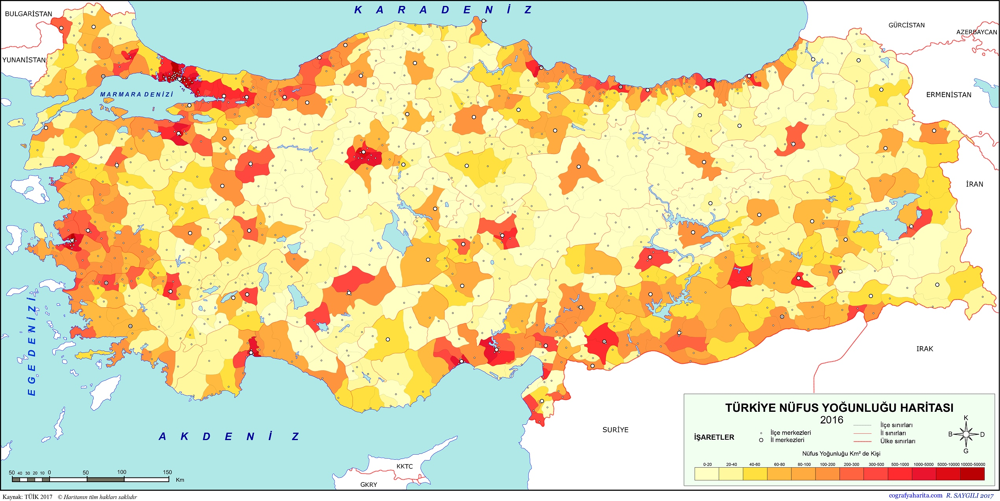 KARADENİZ
BULGARİSTAN
GÜRCİSTAN
AZERBAYCAN
YUNANİSTAN
MARMARA DENİZİ
ERMENİSTAN
İRAN
EGE DENİZİ
IRAK
SURİYE
AKDENİZ
KKTC
GKRY
TÜRKİYE NÜFUS YOĞUNLUĞU HARİTASI
2016
İŞARETLER
İlçe merkezleri
İl merkezleri
İlçe sınırları
İl sınırları
Ülke sınırları
K
B D
G
Nüfus Yoğunluğu Km² de Kişi
0-20 20-40 40-60 60-80 80-100 100-200 200-300 300-500 500-1000 1000-5000 5000-10000 10000-50000
50 40 30 20 10 0 50 100 150
Km
Kaynak: TÜİK 2017 © Haritanın tüm hakları saklıdır
cografyaharita.com R. SAYGILI 2017